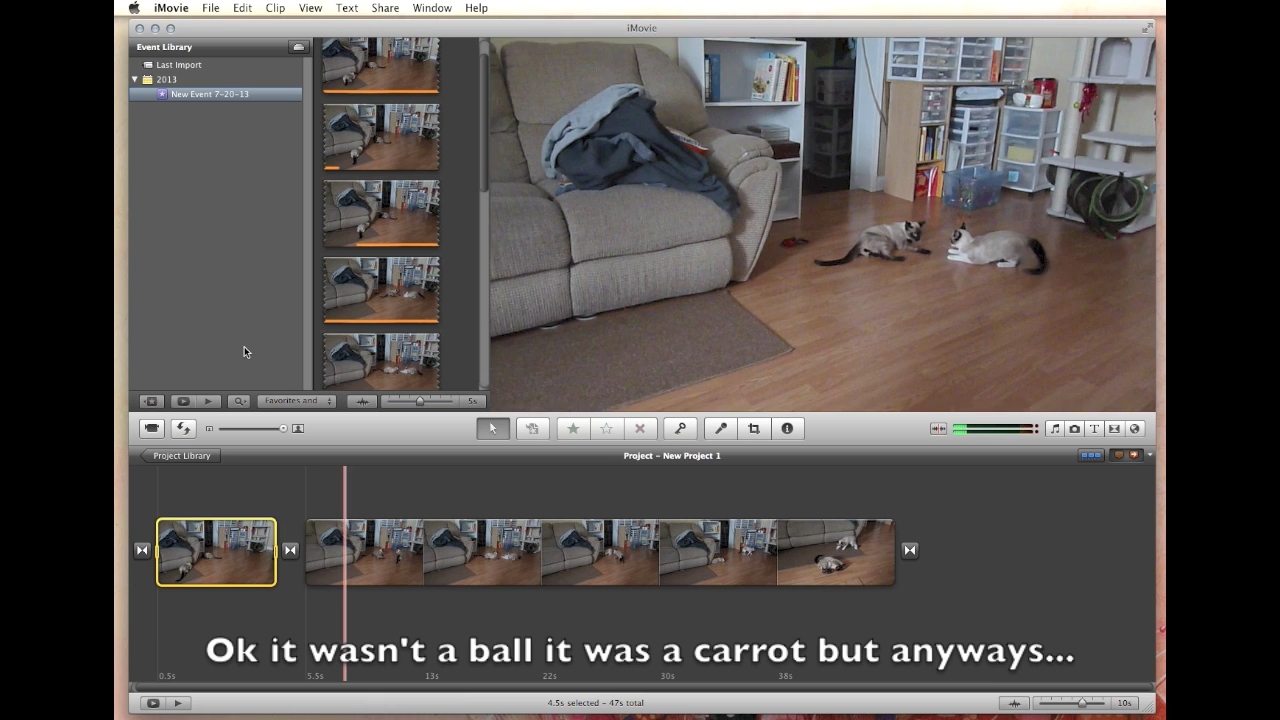 iMovie File Edit Clip View Text Share Window Help
iMovie
Event Library
Last Import
2013
New Event 7-20-13
Favorites and
5s
Project Library
Project - New Project 1
Ok it wasn't a ball it was a carrot but anyways...
0.5s 5.5s 13s 22s 30s 38s
4.5s selected - 47s total
10s